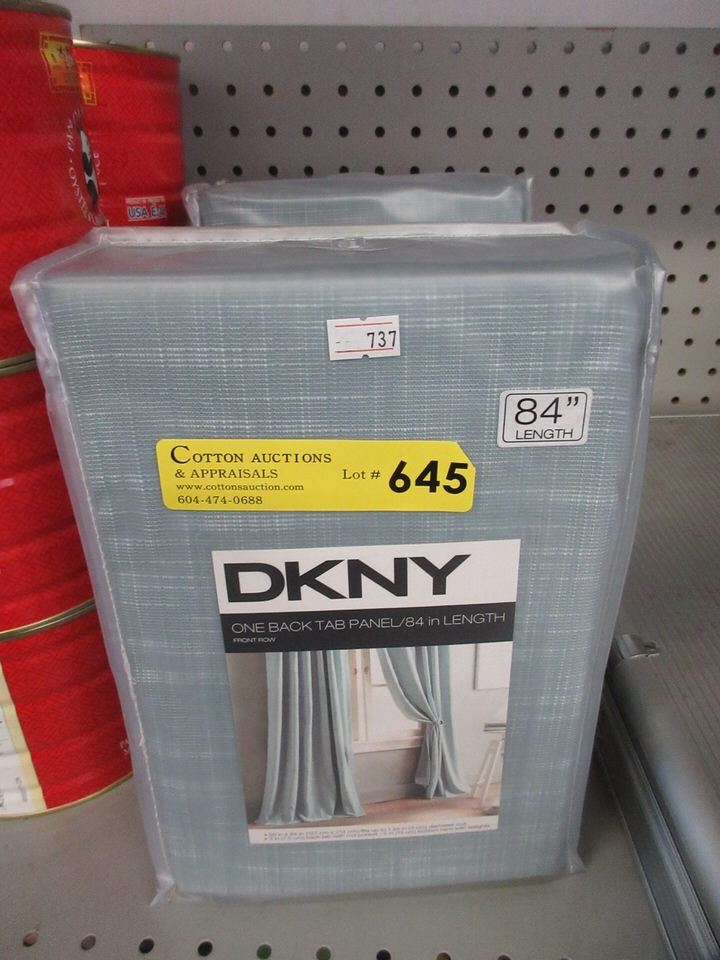 USA
737
84”
LENGTH
COTTON AUCTIONS
& APPRAISALS
www.cottonsauction.com
604-474-0688
Lot # 645
DKNY
ONE BACK TAB PANEL/84 in LENGTH
FRONT ROW